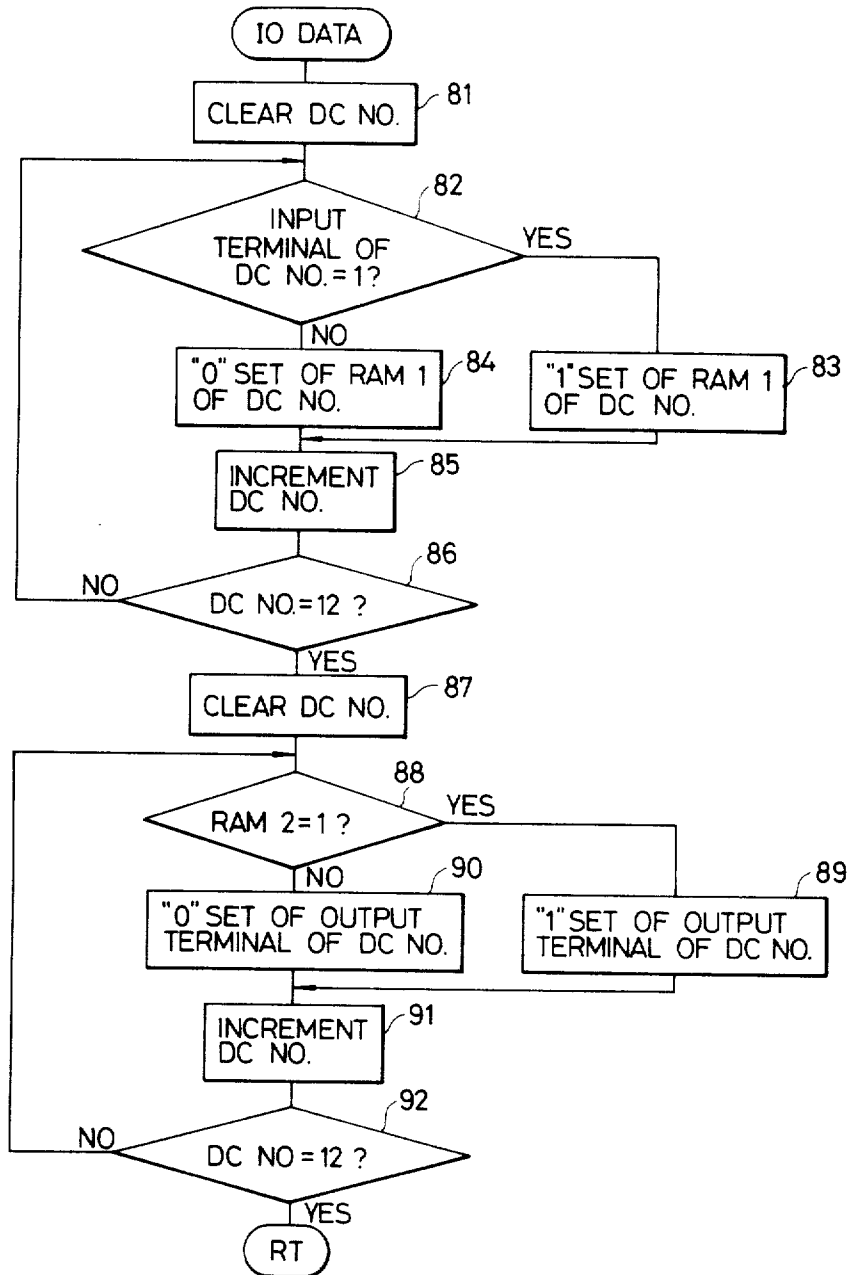 IO DATA
81
CLEAR DC NO.
82
INPUT
TERMINAL OF
DC NO.=1?
YES
NO
84
"0" SET OF RAM 1
OF DC NO.
83
"1" SET OF RAM 1
OF DC NO.
85
INCREMENT
DC NO.
86
NO
DC NO.=12 ?
YES
87
CLEAR DC NO.
88
YES
RAM 2=1 ?
NO
90
"0" SET OF OUTPUT
TERMINAL OF DC NO.
89
"1" SET OF OUTPUT
TERMINAL OF DC NO.
91
INCREMENT
DC NO.
92
NO
DC NO=12 ?
YES
RT